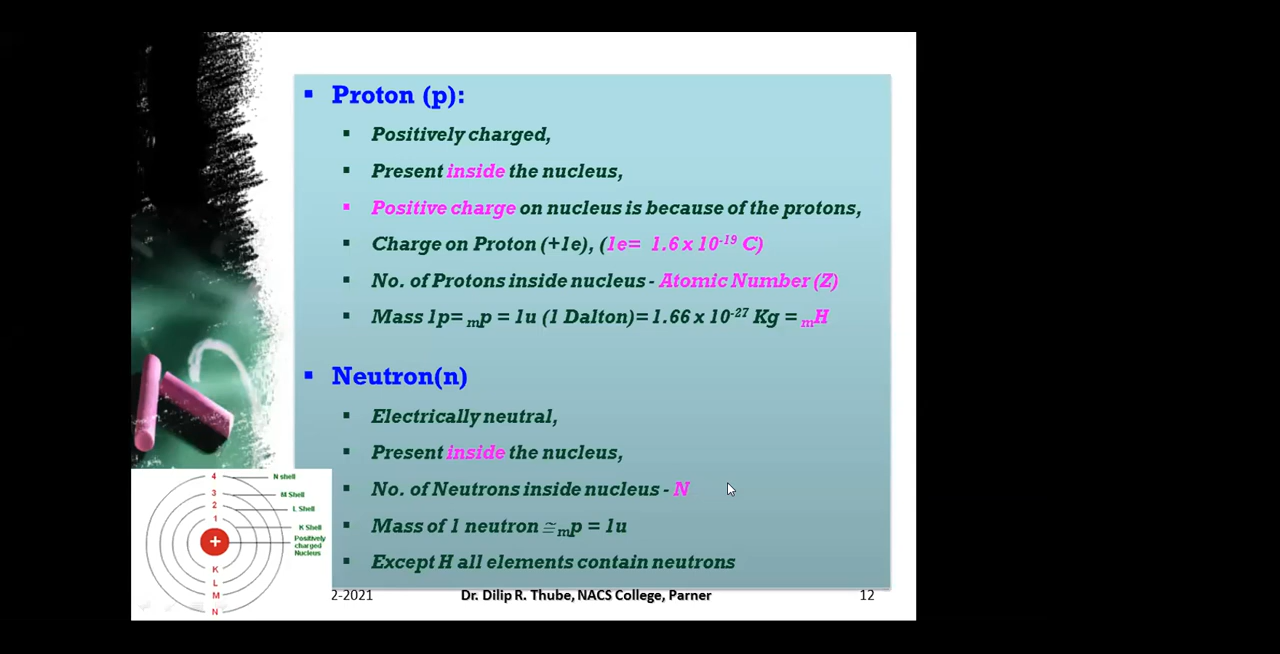 Proton (p):
Positively charged,
Present inside the nucleus,
Positive charge on nucleus is because of the protons,
Charge on Proton (+1e), (1e= 1.6 x 10⁻¹⁹ C)
No. of Protons inside nucleus - Atomic Number (Z)
Mass 1p= ₘp = 1u (1 Dalton)= 1.66 x 10⁻²⁷ Kg = ₘH
Neutron(n)
Electrically neutral,
Present inside the nucleus,
No. of Neutrons inside nucleus - N
Mass of 1 neutron ≅ₘp = 1u
Except H all elements contain neutrons
4 N shell
3 M Shell
2 L Shell
1 K Shell
+ Positively
charged
Nucleus
K
L
M
N
2-2021 Dr. Dilip R. Thube, NACS College, Parner 12